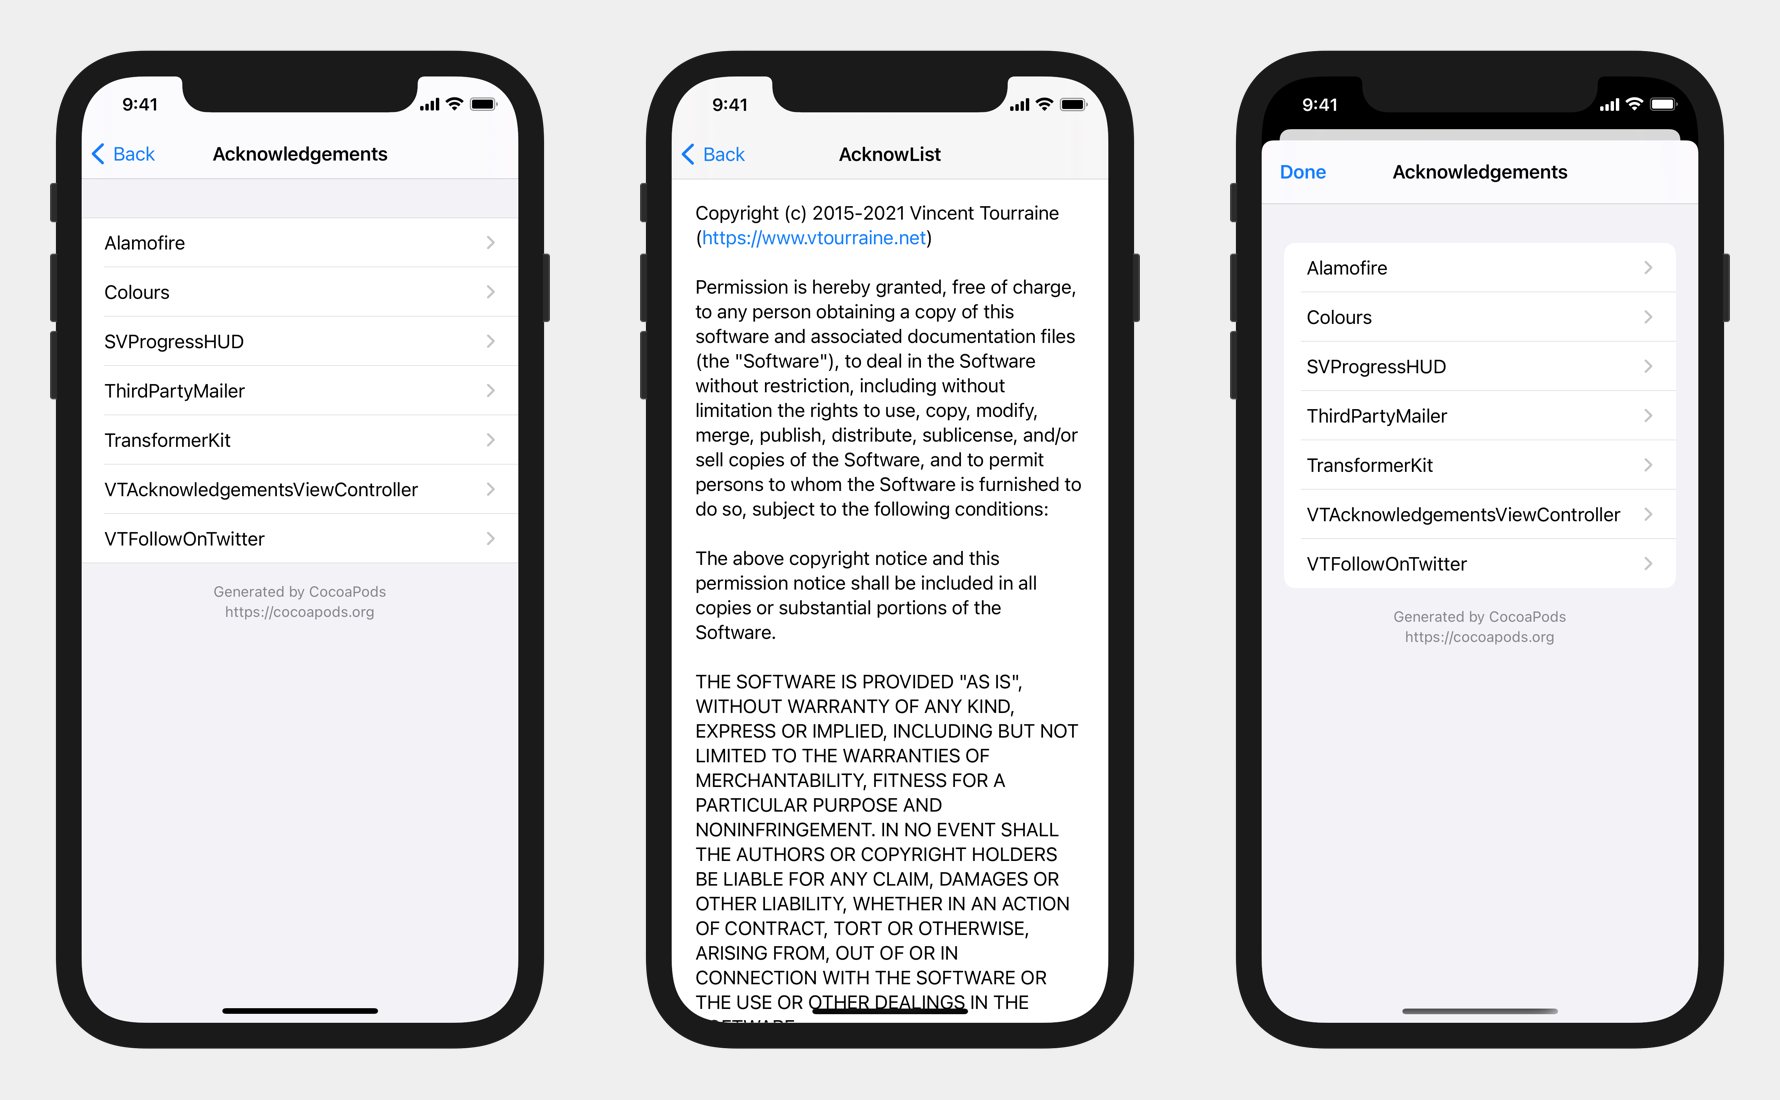 9:41
Back
Acknowledgements
Alamofire
Colours
SVProgressHUD
ThirdPartyMailer
TransformerKit
VTAcknowledgementsViewController
VTFollowOnTwitter
Generated by CocoaPods
https://cocoapods.org
9:41
Back
AcknowList
Copyright (c) 2015-2021 Vincent Tourraine
(https://www.vtourraine.net)
Permission is hereby granted, free of charge,
to any person obtaining a copy of this
software and associated documentation files
(the "Software"), to deal in the Software
without restriction, including without
limitation the rights to use, copy, modify,
merge, publish, distribute, sublicense, and/or
sell copies of the Software, and to permit
persons to whom the Software is furnished to
do so, subject to the following conditions:
The above copyright notice and this
permission notice shall be included in all
copies or substantial portions of the
Software.
THE SOFTWARE IS PROVIDED "AS IS",
WITHOUT WARRANTY OF ANY KIND,
EXPRESS OR IMPLIED, INCLUDING BUT NOT
LIMITED TO THE WARRANTIES OF
MERCHANTABILITY, FITNESS FOR A
PARTICULAR PURPOSE AND
NONINFRINGEMENT. IN NO EVENT SHALL
THE AUTHORS OR COPYRIGHT HOLDERS
BE LIABLE FOR ANY CLAIM, DAMAGES OR
OTHER LIABILITY, WHETHER IN AN ACTION
OF CONTRACT, TORT OR OTHERWISE,
ARISING FROM, OUT OF OR IN
CONNECTION WITH THE SOFTWARE OR
THE USE OR OTHER DEALINGS IN THE
9:41
Done
Acknowledgements
Alamofire
Colours
SVProgressHUD
ThirdPartyMailer
TransformerKit
VTAcknowledgementsViewController
VTFollowOnTwitter
Generated by CocoaPods
https://cocoapods.org